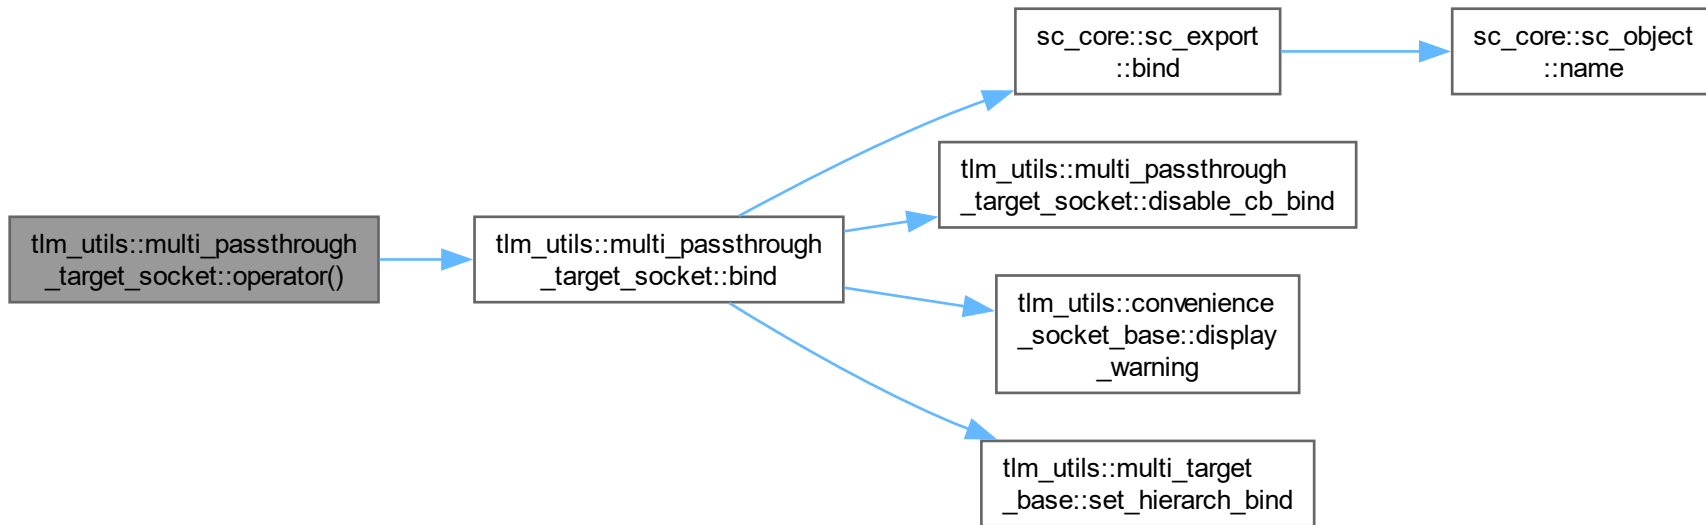 tlm_utils::multi_passthrough
_target_socket::operator()
tlm_utils::multi_passthrough
_target_socket::bind
sc_core::sc_export
::bind
sc_core::sc_object
::name
tlm_utils::multi_passthrough
_target_socket::disable_cb_bind
tlm_utils::convenience
_socket_base::display
_warning
tlm_utils::multi_target
_base::set_hierarch_bind